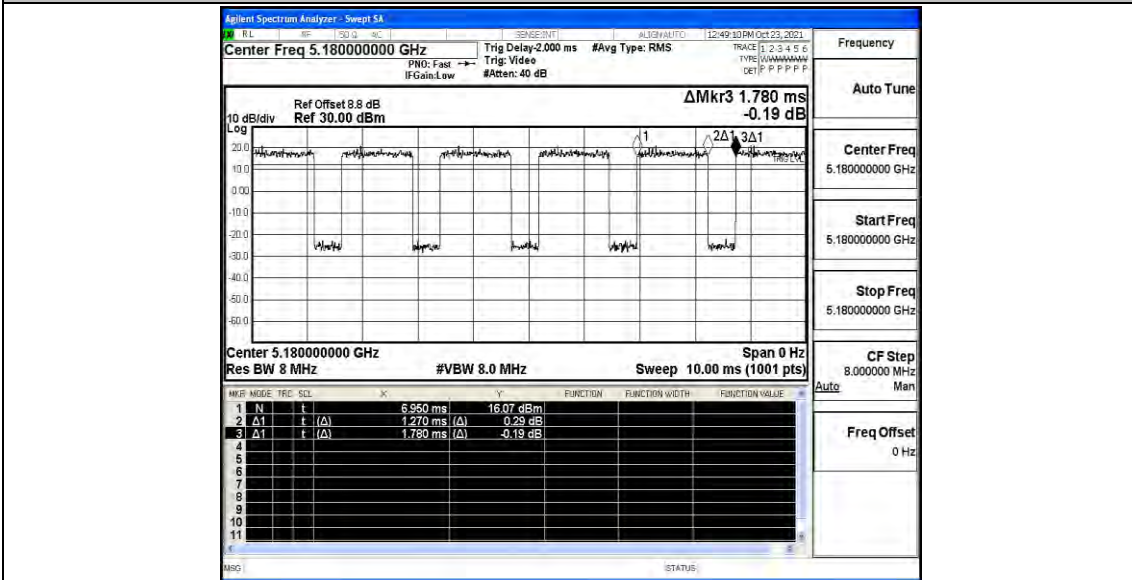 Agilent Spectrum Analyzer - Swept SA
RL RF 50 Ω AC SENSE:INT ALIGNAUTO 12:49:10 PM Oct 23, 2021
Center Freq 5.180000000 GHz
PNO: Fast
IFGain:Low
Trig Delay-2.000 ms
Trig: Video
#Atten: 40 dB
#Avg Type: RMS
TRACE 1 2 3 4 5 6
TYPE
DET P P P P P P
Ref Offset 8.8 dB
Ref 30.00 dBm
10 dB/div
Log
ΔMkr3 1.780 ms
-0.19 dB
1
2Δ1
3Δ1
TRIG LVL
20.0
10.0
0.00
-10.0
-20.0
-30.0
-40.0
-50.0
-60.0
Center 5.180000000 GHz
Span 0 Hz
Res BW 8 MHz
#VBW 8.0 MHz
Sweep 10.00 ms (1001 pts)
MKR MODE TRC SCL X Y FUNCTION FUNCTION WIDTH FUNCTION VALUE
1 N t 6.950 ms 16.07 dBm
2 Δ1 t (Δ) 1.270 ms (Δ) 0.29 dB
3 Δ1 t (Δ) 1.780 ms (Δ) -0.19 dB
4
5
6
7
8
9
10
11
MSG
STATUS
Frequency
Auto Tune
Center Freq
5.180000000 GHz
Start Freq
5.180000000 GHz
Stop Freq
5.180000000 GHz
CF Step
8.000000 MHz
Auto Man
Freq Offset
0 Hz